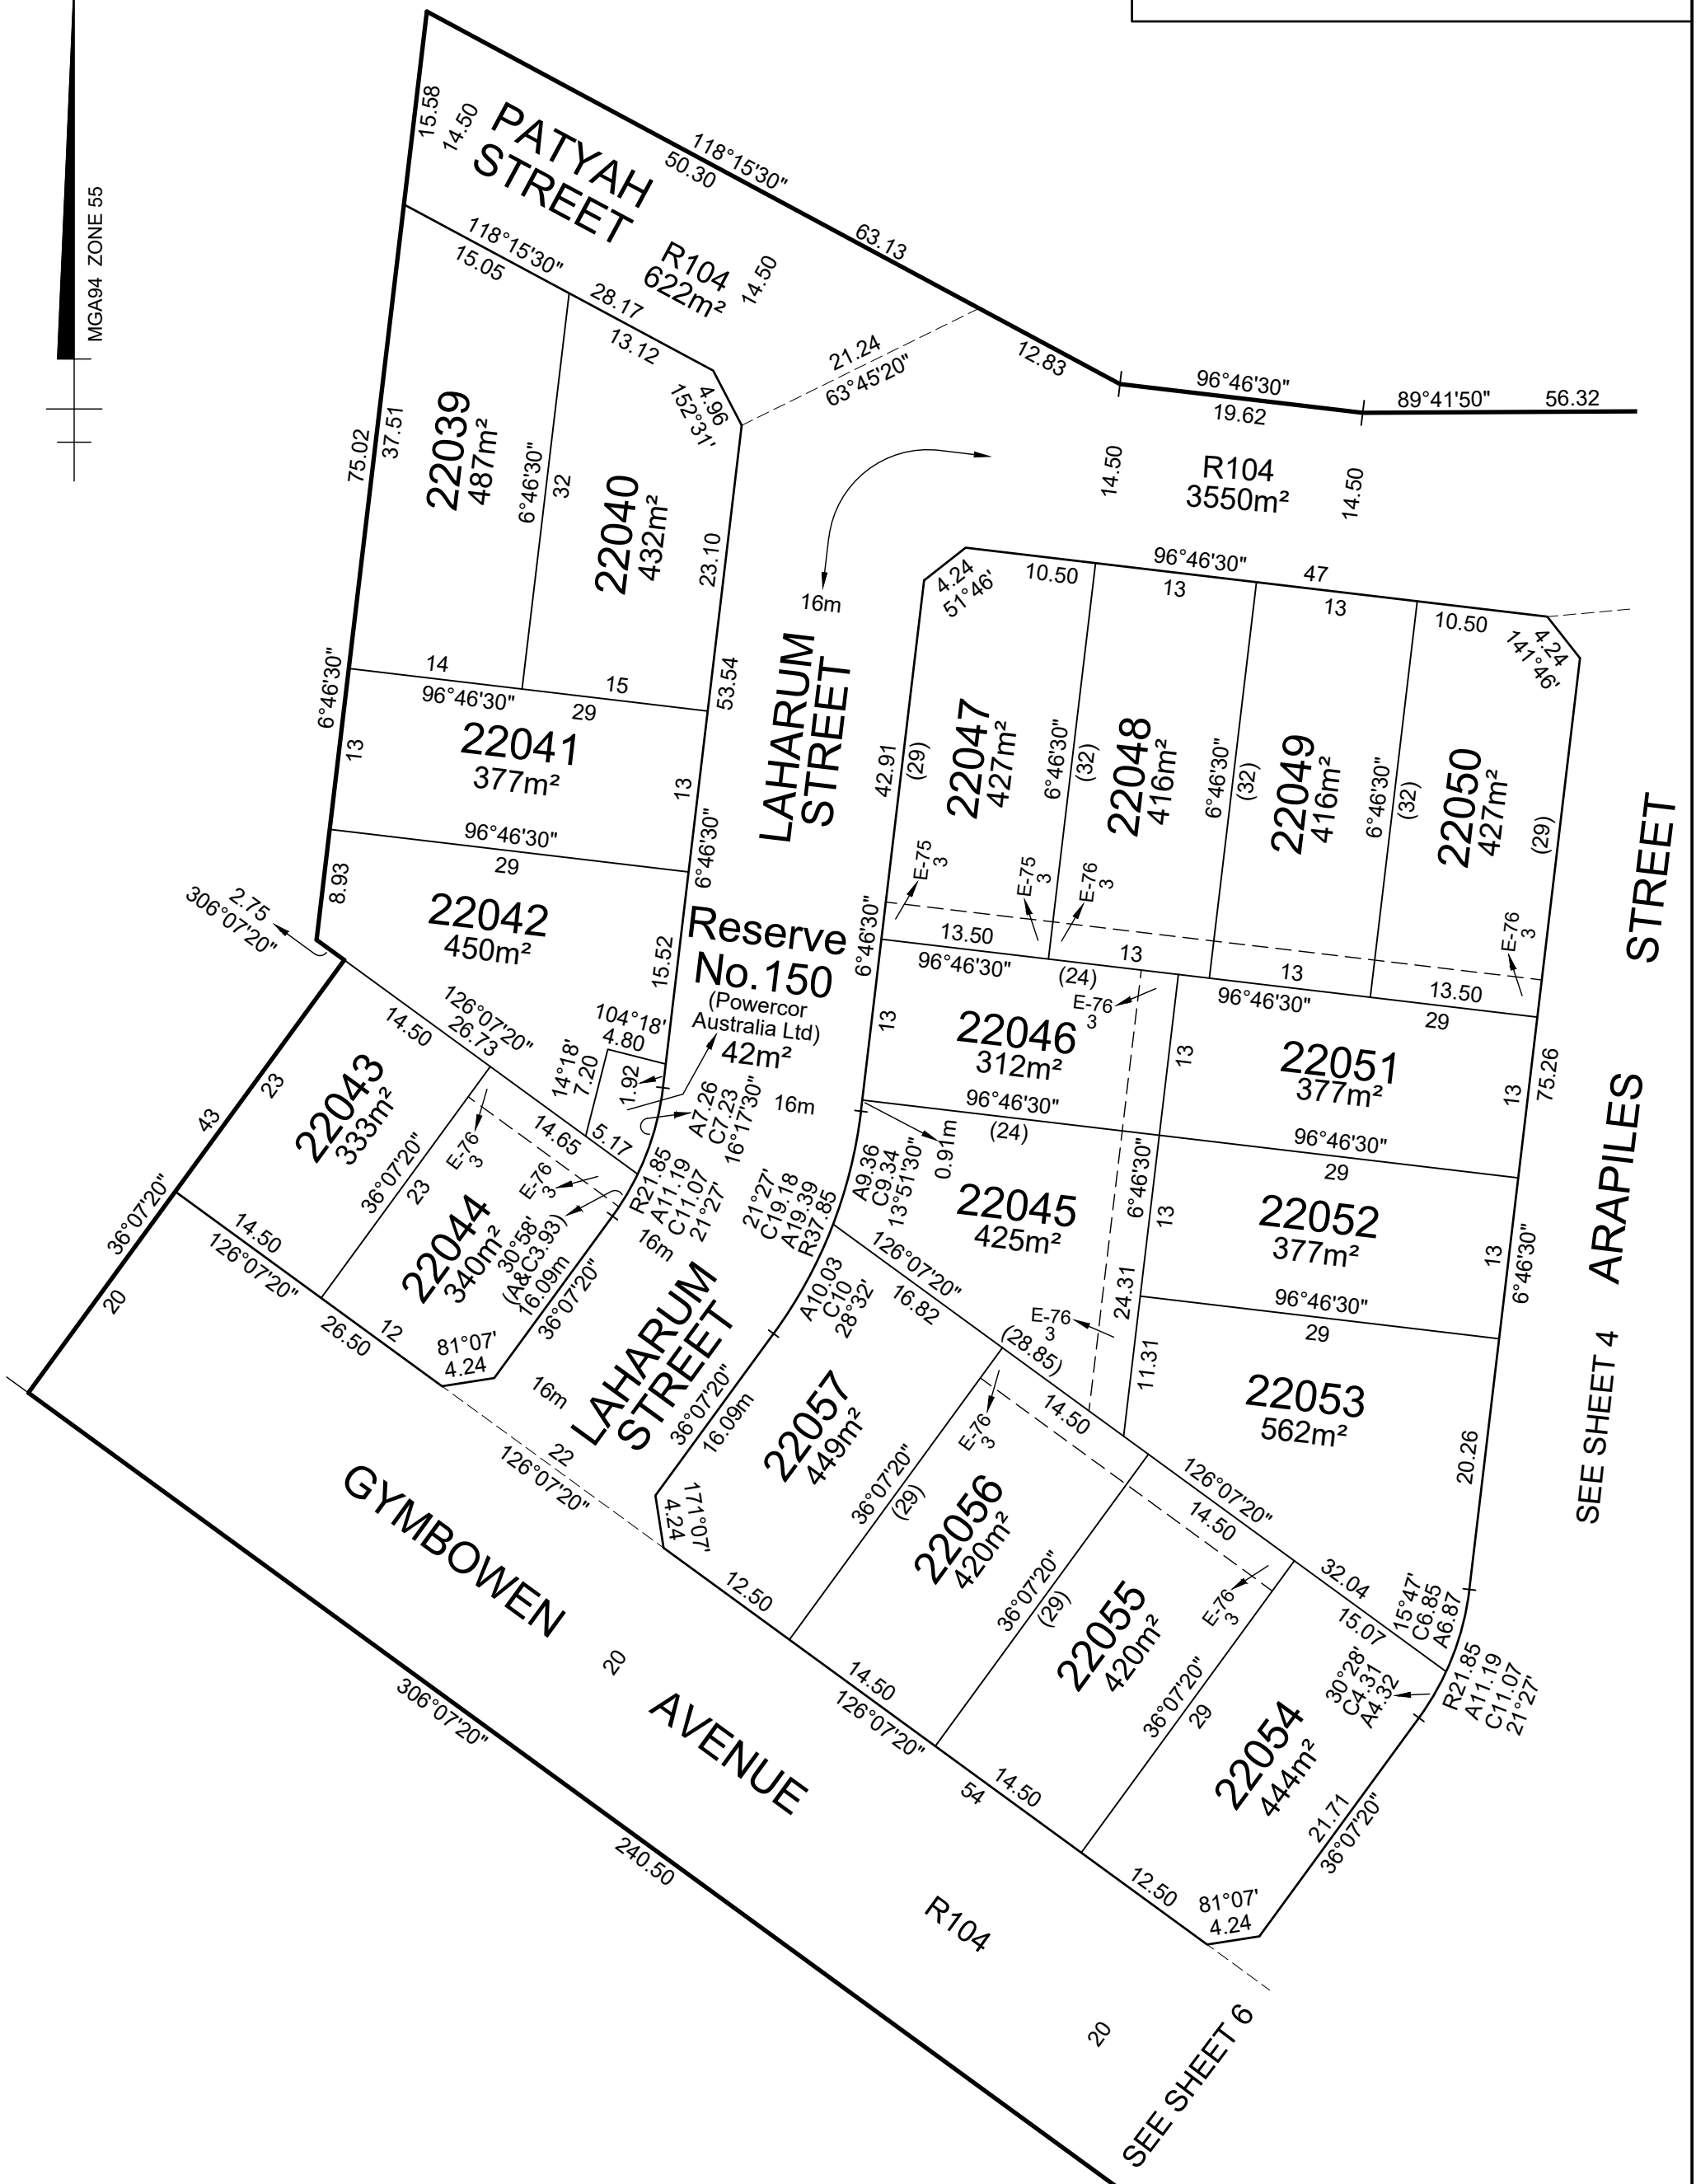 MGA94 ZONE 55
15.58
14.50
PATYAH
STREET
118°15'30"
50.30
63.13
118°15'30"
15.05
28.17
13.12
R104
622m²
14.50
21.24
63°45'20"
12.83
96°46'30"
19.62
89°41'50"
56.32
75.02
37.51
22039
487m²
6°46'30"
32
22040
432m²
4.96
152°31'
23.10
14.50
R104
3550m²
14.50
16m
6°46'30"
14
96°46'30"
15
29
53.54
LAHARUM
STREET
4.24
51°46'
10.50
96°46'30"
13
47
13
10.50
4.24
141°46'
13
22041
377m²
13
96°46'30"
29
6°46'30"
42.91
(29)
22047
427m²
6°46'30"
(32)
22048
416m²
6°46'30"
(32)
22049
416m²
6°46'30"
(32)
22050
427m²
(29)
E-75
3
E-75
3
E-76
3
E-76
3
8.93
22042
450m²
15.52
2.75
306°07'20"
Reserve
No.150
(Powercor
Australia Ltd)
42m²
6°46'30"
13.50
96°46'30"
(24)
13
13
96°46'30"
13.50
29
STREET
ARAPILES
SEE SHEET 4
126°07'20"
14.50
26.73
104°18'
4.80
14°18'
7.20
1.92
A7.26
C7.23
16°17'30"
16m
13
22046
312m²
E-76
3
13
22051
377m²
13
75.26
43
23
22043
333m²
36°07'20"
23
E-76
3
14.65
5.17
E-76
3
96°46'30"
(24)
0.91m
96°46'30"
29
36°07'20"
14.50
126°07'20"
22044
340m²
30°58'
(A&C3.93)
16.09m
36°07'20"
R21.85
A11.19
C11.07
21°27'
16m
21°27'
C19.18
A19.39
R37.85
A9.36
C9.34
13°51'30"
22045
425m²
6°46'30"
13
22052
377m²
13
6°46'30"
20
26.50
12
81°07'
4.24
16m
LAHARUM
STREET
A10.03
C10
28°32'
126°07'20"
16.82
E-76
3
(28.85)
24.31
11.31
96°46'30"
29
22
126°07'20"
36°07'20"
16.09m
22057
449m²
36°07'20"
(29)
E-76
3
14.50
22053
562m²
20.26
171°07'
4.24
22056
420m²
126°07'20"
14.50
GYMBOWEN
AVENUE
12.50
36°07'20"
(29)
22055
420m²
E-76
3
32.04
15.07
15°47'
C6.85
A6.87
306°07'20"
20
14.50
126°07'20"
36°07'20"
29
30°28'
C4.31
A4.32
R21.85
A11.19
C11.07
21°27'
22054
444m²
54
14.50
21.71
36°07'20"
240.50
12.50
81°07'
4.24
R104
20
SEE SHEET 6